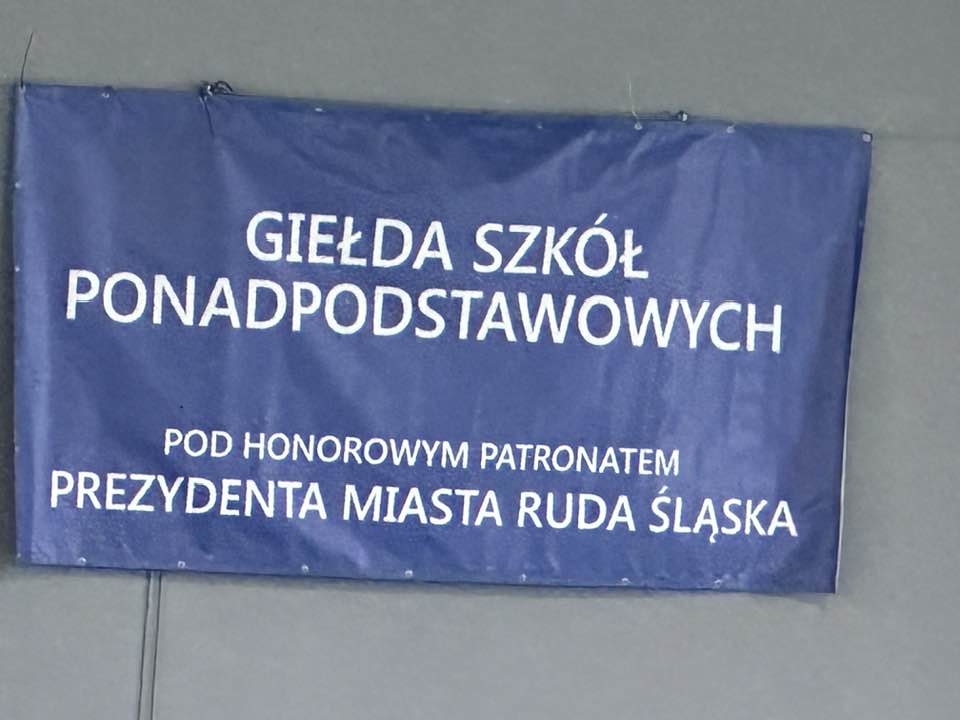 GIEŁDA SZKÓŁ
PONADPODSTAWOWYCH
POD HONOROWYM PATRONATEM
PREZYDENTA MIASTA RUDA ŚLĄSKA